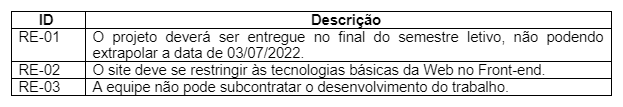 ID Descrição
RE-01 O projeto deverá ser entregue no final do semestre letivo, não podendo
extrapolar a data de 03/07/2022.
RE-02 O site deve se restringir às tecnologias básicas da Web no Front-end.
RE-03 A equipe não pode subcontratar o desenvolvimento do trabalho.